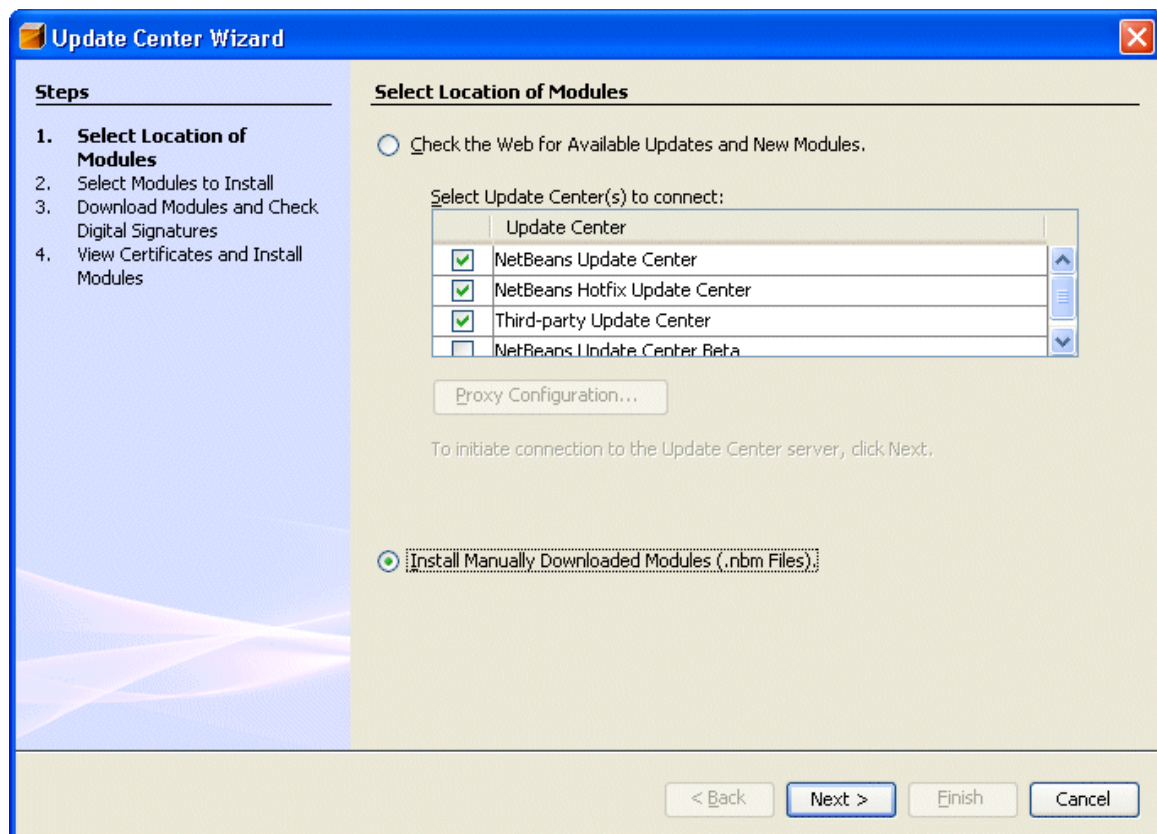 Update Center Wizard
Steps
1. Select Location of
Modules
2. Select Modules to Install
3. Download Modules and Check
Digital Signatures
4. View Certificates and Install
Modules
Select Location of Modules
Check the Web for Available Updates and New Modules.
Select Update Center(s) to connect:
Update Center
NetBeans Update Center
NetBeans Hotfix Update Center
Third-party Update Center
NetBeans Update Center Beta
Proxy Configuration...
To initiate connection to the Update Center server, click Next.
Install Manually Downloaded Modules (.nbm Files).
< Back Next > Finish Cancel